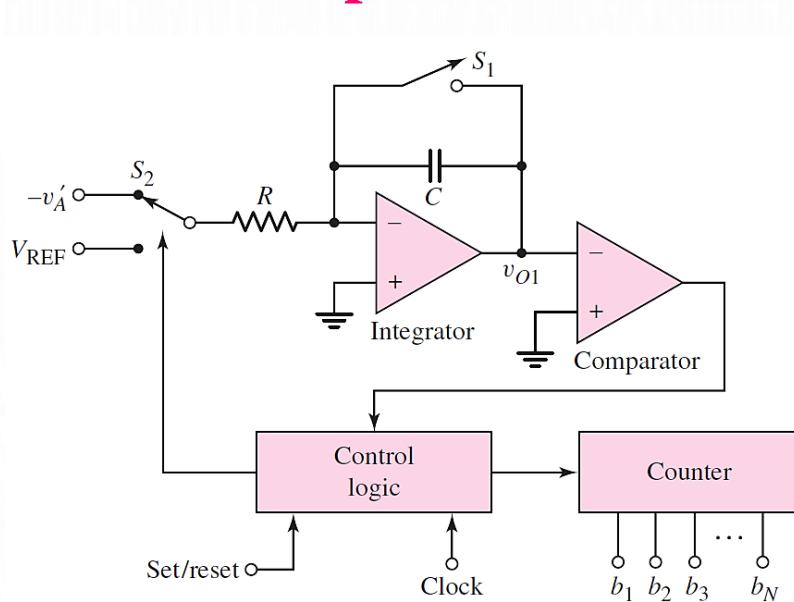 S1
S2
−v′A
R
C
VREF
−
+
vO1
−
+
Integrator
Comparator
Control
logic
Counter
Set/reset
Clock
b1 b2 b3 ... bN